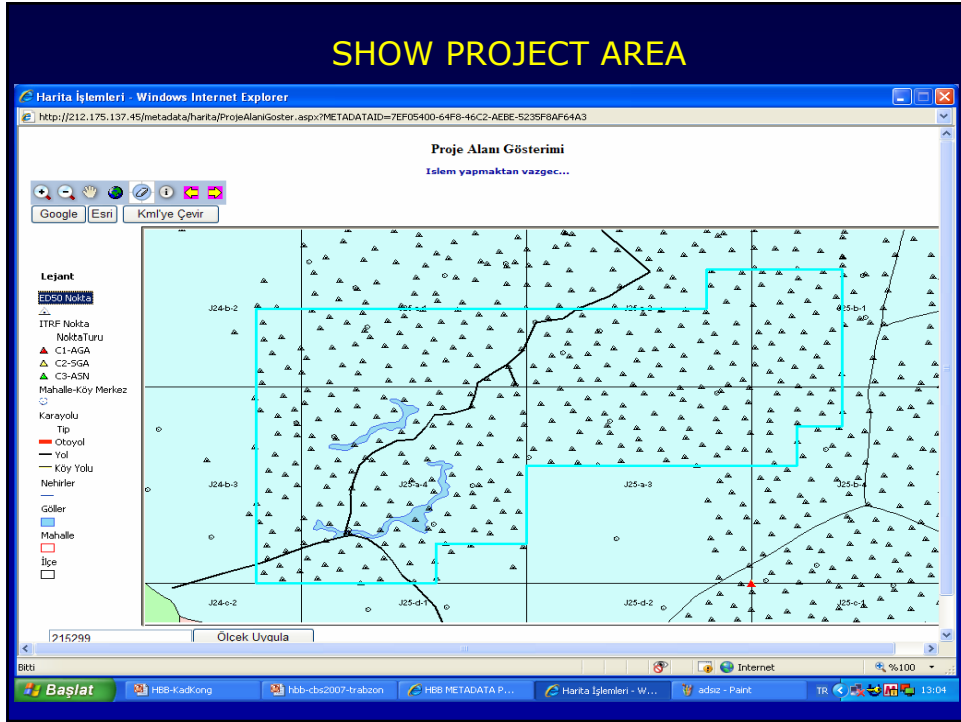 SHOW PROJECT AREA
Harita İşlemleri - Windows Internet Explorer
http://212.175.137.45/metadata/harita/ProjeAlaniGoster.aspx?METADATAID=7EF05400-64F8-46C2-AEBE-5235F8AF64A3
Proje Alanı Gösterimi
Islem yapmaktan vazgec...
Google Esri Kml'ye Çevir
Lejant
ED50 Nokta
ITRF Nokta
NoktaTuru
C1-AGA
C2-SGA
C3-ASN
Mahalle-Köy Merkez
Karayolu
Tip
Otoyol
Yol
Köy Yolu
Nehirler
Göller
Mahalle
İlçe
J24-b-2 J25-a-2 J25-b-1
J24-b-3 J25-a-4 J25-a-3 J25-b-4
J24-c-2 J25-d-1 J25-d-2 J25-c-1
215299 Ölcek Uygula
Bitti Internet %100
Başlat HBB-KadKong hbb-cbs2007-trabzon HBB METADATA P... Harita İşlemleri - W... adsız - Paint TR 13:04